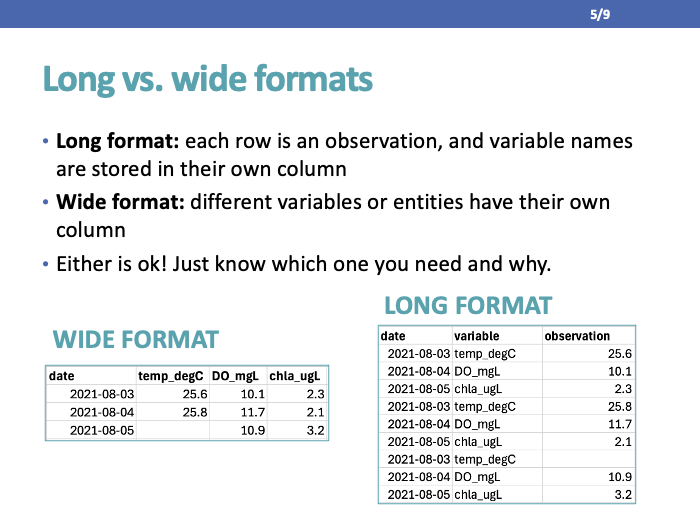 5/9
Long vs. wide formats
• Long format: each row is an observation, and variable names
are stored in their own column
• Wide format: different variables or entities have their own
column
• Either is ok! Just know which one you need and why.
WIDE FORMAT
date temp_degC DO_mgL chla_ugL
2021-08-03 25.6 10.1 2.3
2021-08-04 25.8 11.7 2.1
2021-08-05 10.9 3.2
LONG FORMAT
date variable observation
2021-08-03 temp_degC 25.6
2021-08-04 DO_mgL 10.1
2021-08-05 chla_ugL 2.3
2021-08-03 temp_degC 25.8
2021-08-04 DO_mgL 11.7
2021-08-05 chla_ugL 2.1
2021-08-03 temp_degC
2021-08-04 DO_mgL 10.9
2021-08-05 chla_ugL 3.2